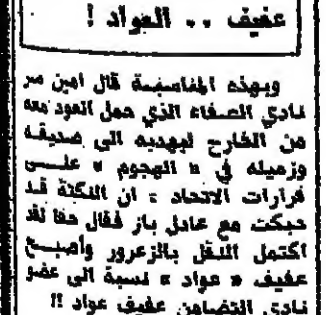 عفيف .. العواد !
وبهذه المناسبة قال امين سر
نادي الصفاء الذي حمل العود معه
من الخارج ليهديه الى صديقه
وزميله في « الهجوم » على
قرارات الاتحاد : ان النكتة قد
حبكت مع عادل باز فقال حقا لقد
اكتمل النقل بالزعرور وأصبح
عفيف « عواد » نسبة الى عضو
نادي التضامن عفيف عواد !!